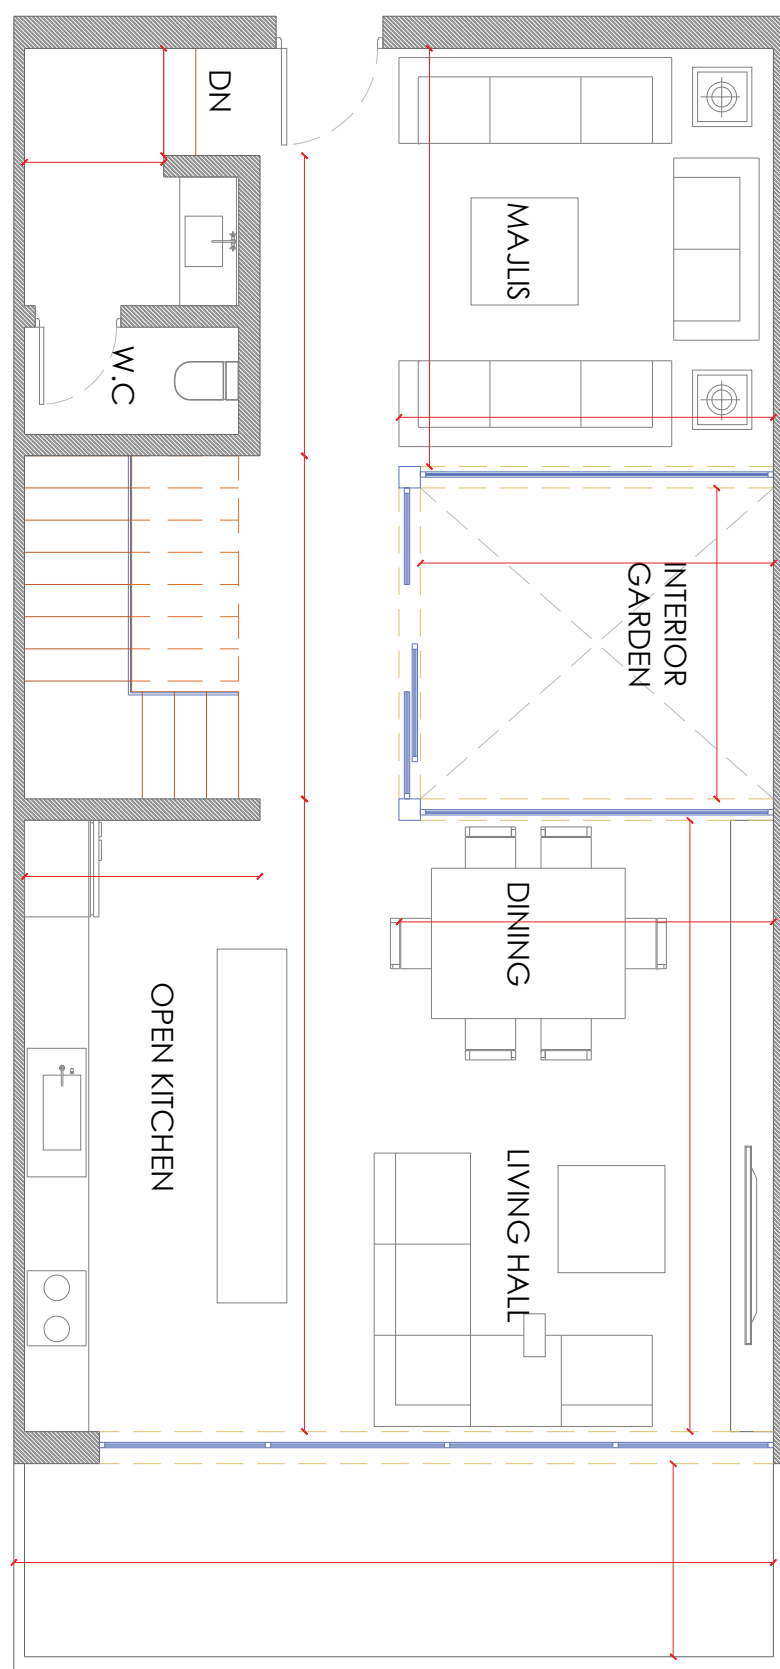 DN
MAJLIS
W.C
INTERIOR
GARDEN
DINING
OPEN KITCHEN
LIVING HALL